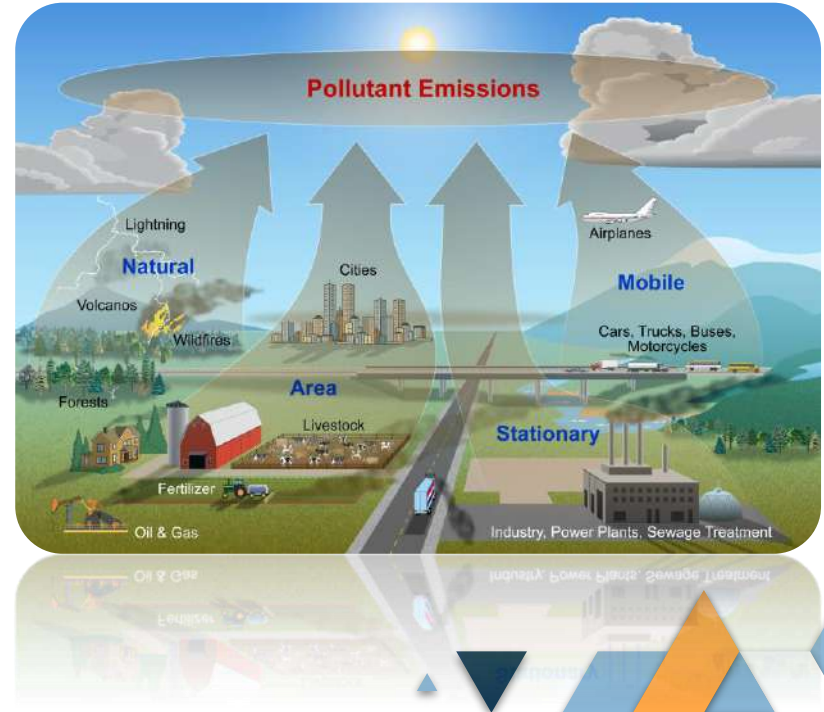 Pollutant Emissions
Lightning
Natural
Volcanos
Wildfires
Forests
Cities
Area
Livestock
Fertilizer
Oil & Gas
Airplanes
Mobile
Cars, Trucks, Buses,
Motorcycles
Stationary
Industry, Power Plants, Sewage Treatment